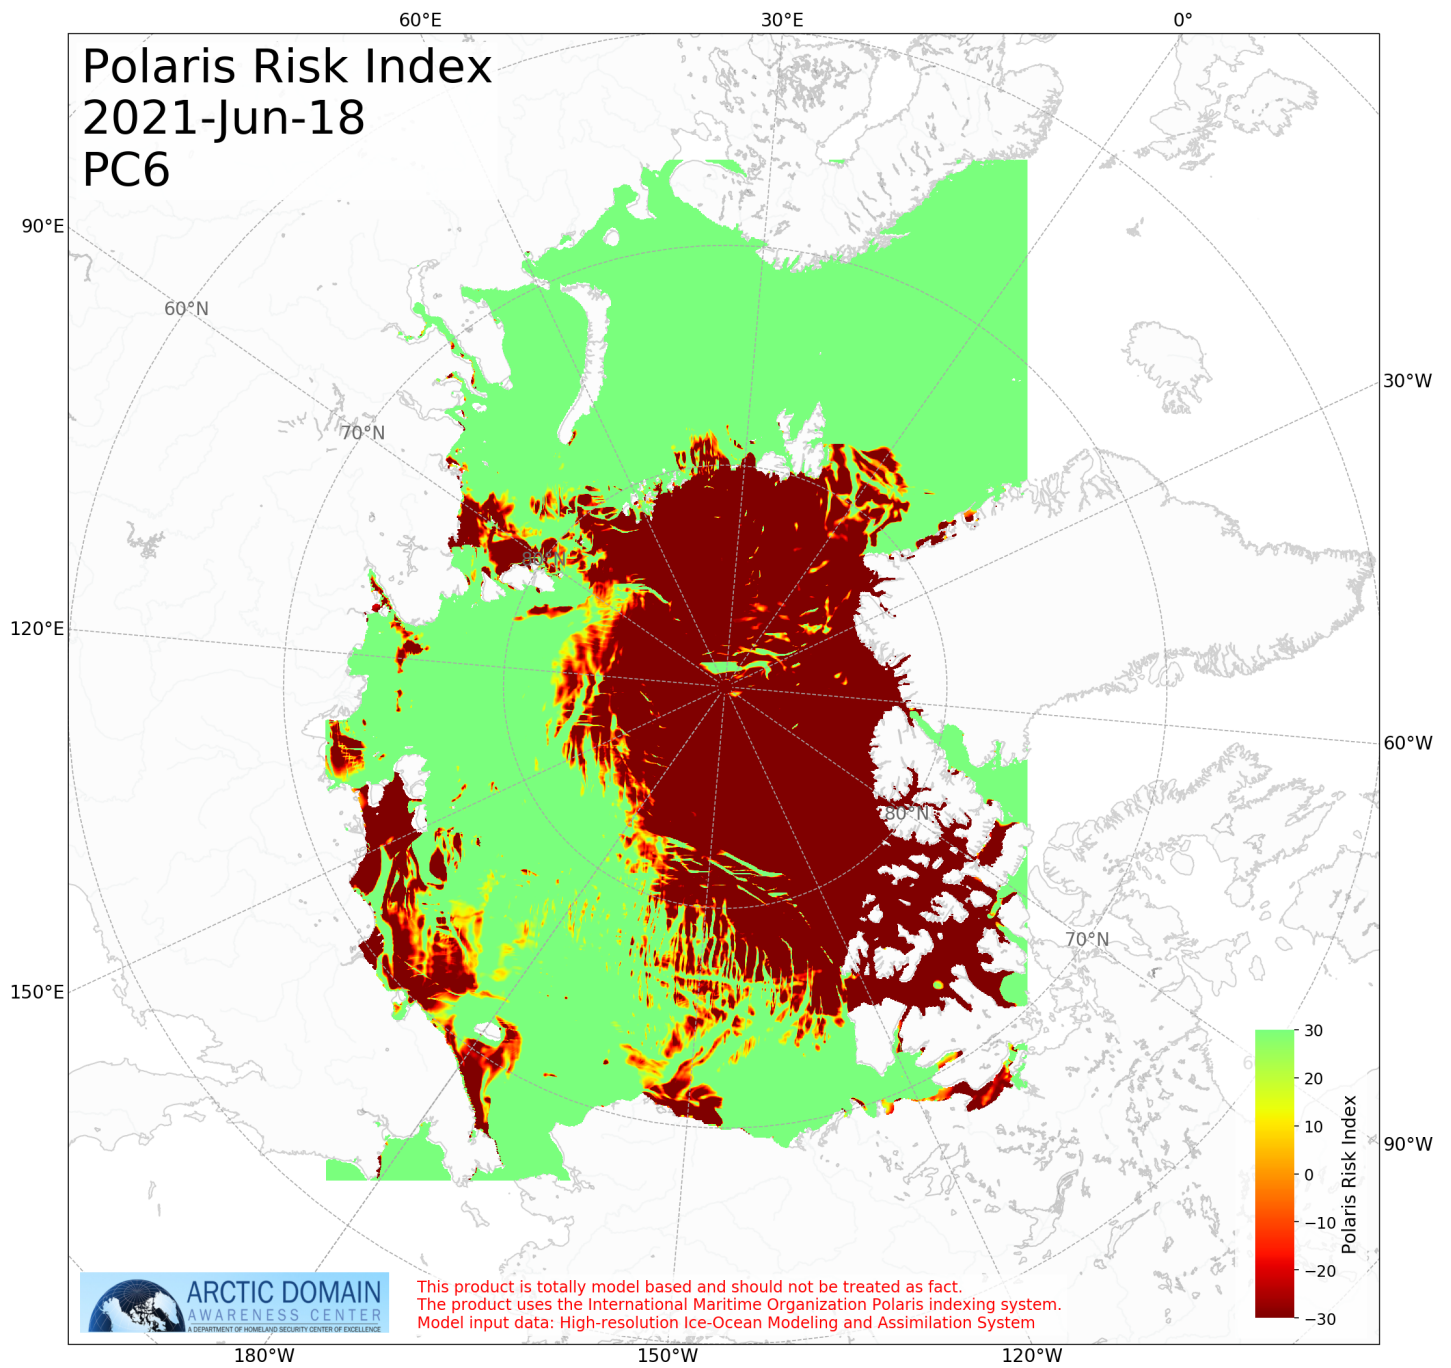 60°E 30°E 0°
Polaris Risk Index
2021-Jun-18
PC6
90°E
60°N
30°W
70°N
80°N
120°E
60°W
80°N
70°N
150°E
30
20
10
0
−10
−20
−30
Polaris Risk Index
90°W
ARCTIC DOMAIN
AWARENESS CENTER
A DEPARTMENT OF HOMELAND SECURITY CENTER OF EXCELLENCE
This product is totally model based and should not be treated as fact.
The product uses the International Maritime Organization Polaris indexing system.
Model input data: High-resolution Ice-Ocean Modeling and Assimilation System
180°W 150°W 120°W